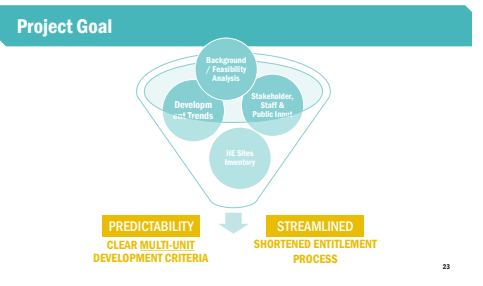 Project Goal
Background
/ Feasibility
Analysis
Developm
ent Trends
Stakeholder,
Staff &
Public Input
HE Sites
Inventory
PREDICTABILITY
CLEAR MULTI-UNIT
DEVELOPMENT CRITERIA
STREAMLINED
SHORTENED ENTITLEMENT
PROCESS
23